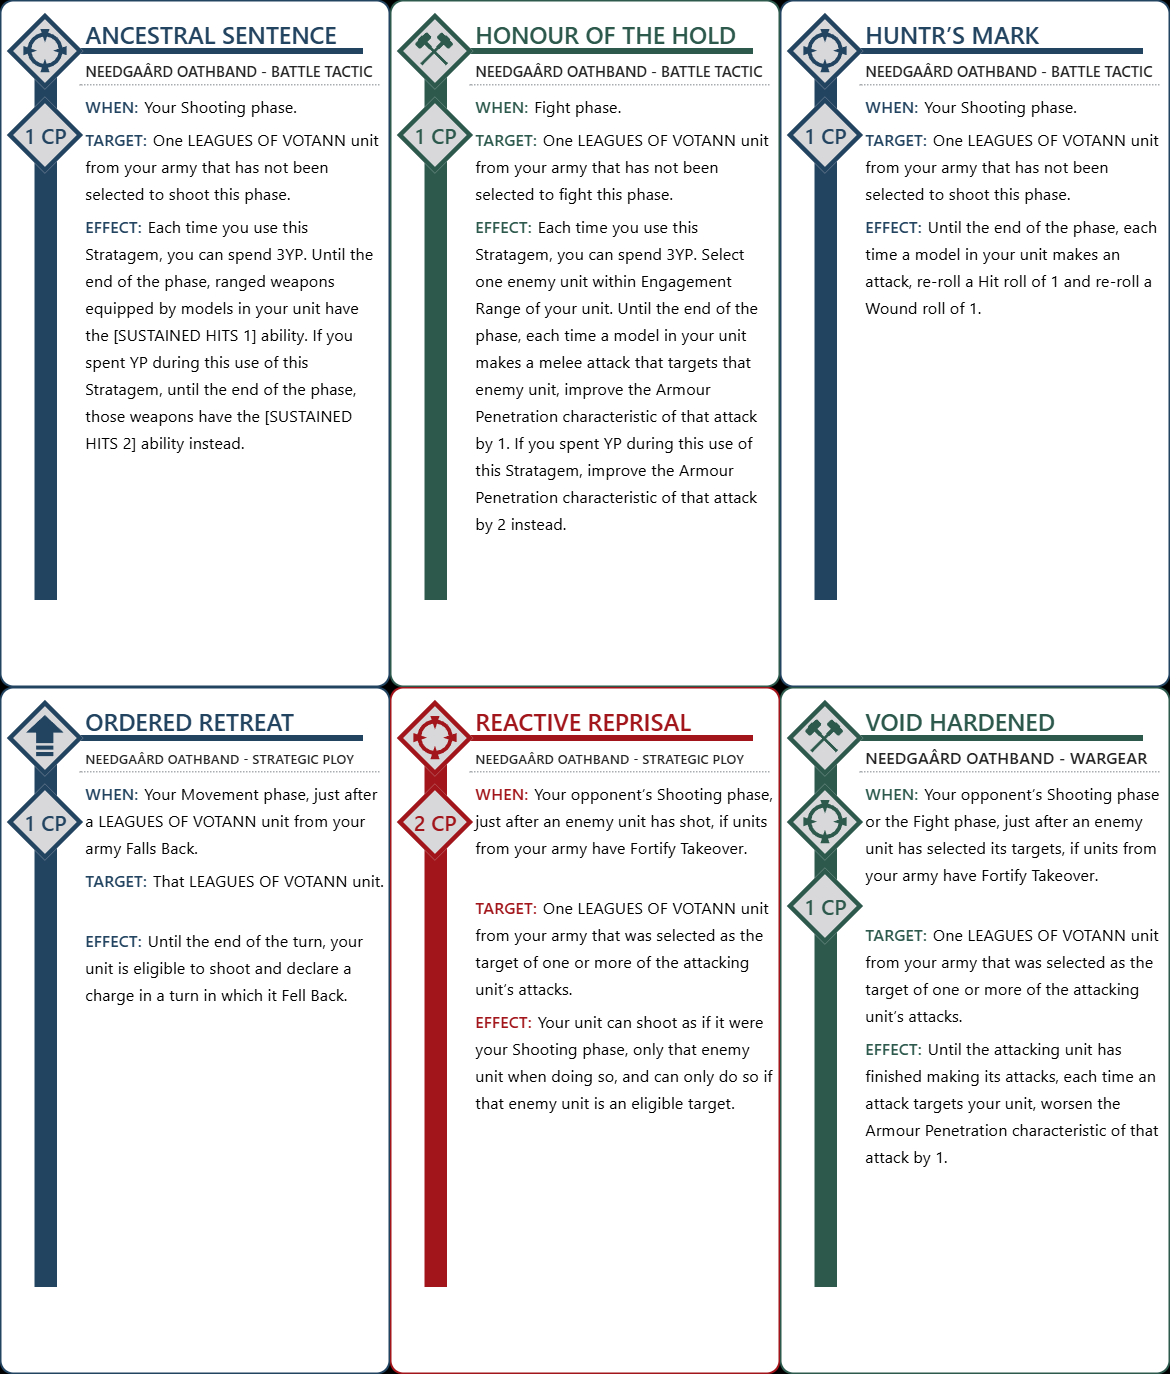 ANCESTRAL SENTENCE
NEEDGAÂRD OATHBAND - BATTLE TACTIC
1 CP
WHEN: Your Shooting phase.
TARGET: One LEAGUES OF VOTANN unit
from your army that has not been
selected to shoot this phase.
EFFECT: Each time you use this
Stratagem, you can spend 3YP. Until the
end of the phase, ranged weapons
equipped by models in your unit have
the [SUSTAINED HITS 1] ability. If you
spent YP during this use of this
Stratagem, until the end of the phase,
those weapons have the [SUSTAINED
HITS 2] ability instead.
HONOUR OF THE HOLD
NEEDGAÂRD OATHBAND - BATTLE TACTIC
1 CP
WHEN: Fight phase.
TARGET: One LEAGUES OF VOTANN unit
from your army that has not been
selected to fight this phase.
EFFECT: Each time you use this
Stratagem, you can spend 3YP. Select
one enemy unit within Engagement
Range of your unit. Until the end of the
phase, each time a model in your unit
makes a melee attack that targets that
enemy unit, improve the Armour
Penetration characteristic of that attack
by 1. If you spent YP during this use of
this Stratagem, improve the Armour
Penetration characteristic of that attack
by 2 instead.
HUNTR’S MARK
NEEDGAÂRD OATHBAND - BATTLE TACTIC
1 CP
WHEN: Your Shooting phase.
TARGET: One LEAGUES OF VOTANN unit
from your army that has not been
selected to shoot this phase.
EFFECT: Until the end of the phase, each
time a model in your unit makes an
attack, re-roll a Hit roll of 1 and re-roll a
Wound roll of 1.
ORDERED RETREAT
NEEDGAÂRD OATHBAND - STRATEGIC PLOY
1 CP
WHEN: Your Movement phase, just after
a LEAGUES OF VOTANN unit from your
army Falls Back.
TARGET: That LEAGUES OF VOTANN unit.
EFFECT: Until the end of the turn, your
unit is eligible to shoot and declare a
charge in a turn in which it Fell Back.
REACTIVE REPRISAL
NEEDGAÂRD OATHBAND - STRATEGIC PLOY
2 CP
WHEN: Your opponent’s Shooting phase,
just after an enemy unit has shot, if units
from your army have Fortify Takeover.
TARGET: One LEAGUES OF VOTANN unit
from your army that was selected as the
target of one or more of the attacking
unit’s attacks.
EFFECT: Your unit can shoot as if it were
your Shooting phase, only that enemy
unit when doing so, and can only do so if
that enemy unit is an eligible target.
VOID HARDENED
NEEDGAÂRD OATHBAND - WARGEAR
1 CP
WHEN: Your opponent’s Shooting phase
or the Fight phase, just after an enemy
unit has selected its targets, if units from
your army have Fortify Takeover.
TARGET: One LEAGUES OF VOTANN unit
from your army that was selected as the
target of one or more of the attacking
unit’s attacks.
EFFECT: Until the attacking unit has
finished making its attacks, each time an
attack targets your unit, worsen the
Armour Penetration characteristic of that
attack by 1.